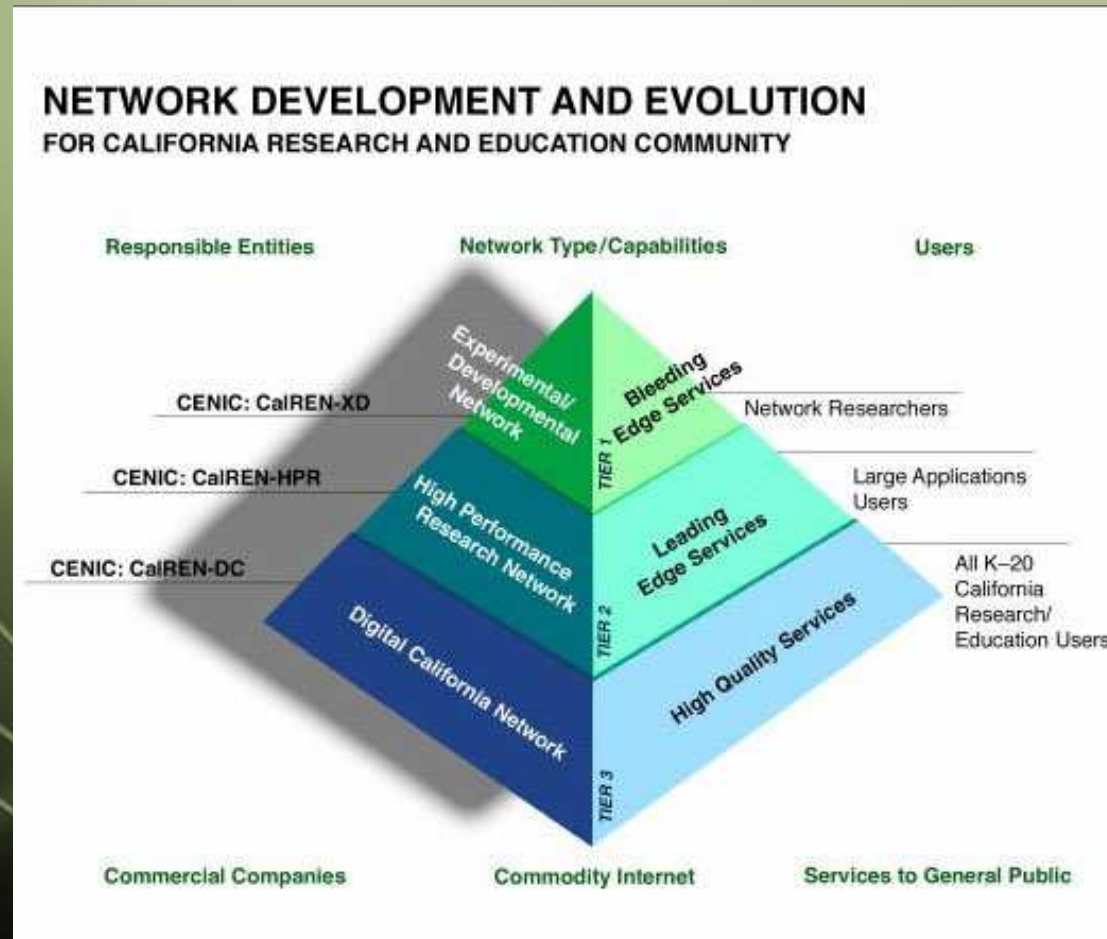 NETWORK DEVELOPMENT AND EVOLUTION
FOR CALIFORNIA RESEARCH AND EDUCATION COMMUNITY
Responsible Entities
Network Type/Capabilities
Users
Experimental/
Developmental
Network
Bleeding
Edge Services
TIER 1
CENIC: CalREN-XD
Network Researchers
CENIC: CalREN-HPR
High Performance
Research Network
Leading
Edge Services
TIER 2
Large Applications
Users
CENIC: CalREN-DC
Digital California Network
High Quality Services
TIER 3
All K–20
California
Research/
Education Users
Commercial Companies
Commodity Internet
Services to General Public